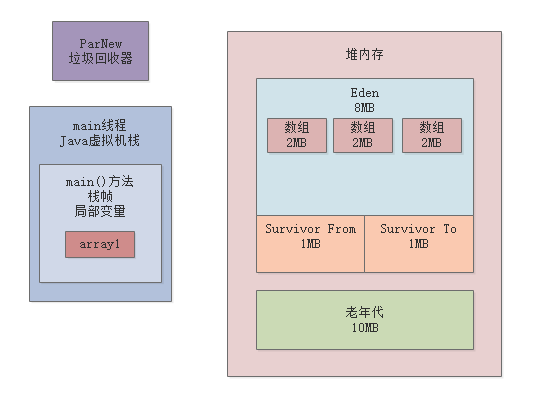 ParNew
垃圾回收器
main线程
Java虚拟机栈
main()方法
栈帧
局部变量
array1
堆内存
Eden
8MB
数组
2MB
数组
2MB
数组
2MB
Survivor From
1MB
Survivor To
1MB
老年代
10MB